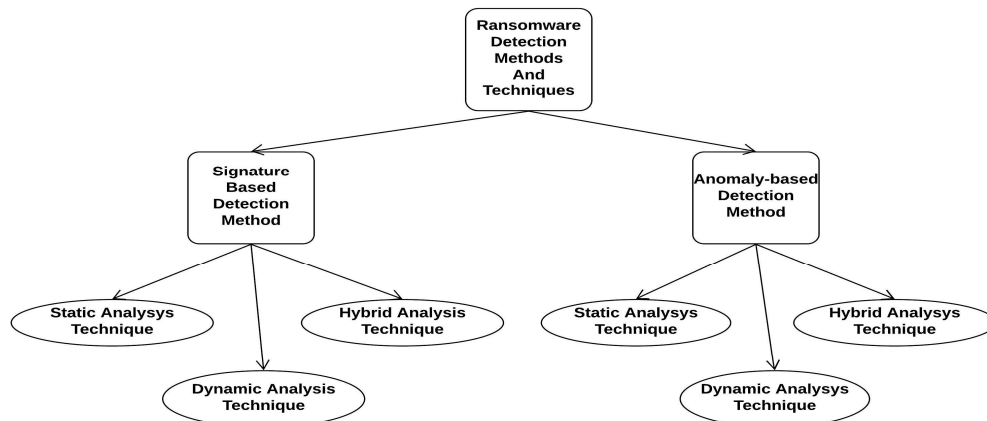 Ransomware
Detection
Methods
And
Techniques
Signature
Based
Detection
Method
Anomaly-based
Detection
Method
Static Analysys
Technique
Hybrid Analysis
Technique
Dynamic Analysis
Technique
Static Analysys
Technique
Hybrid Analysys
Technique
Dynamic Analysys
Technique